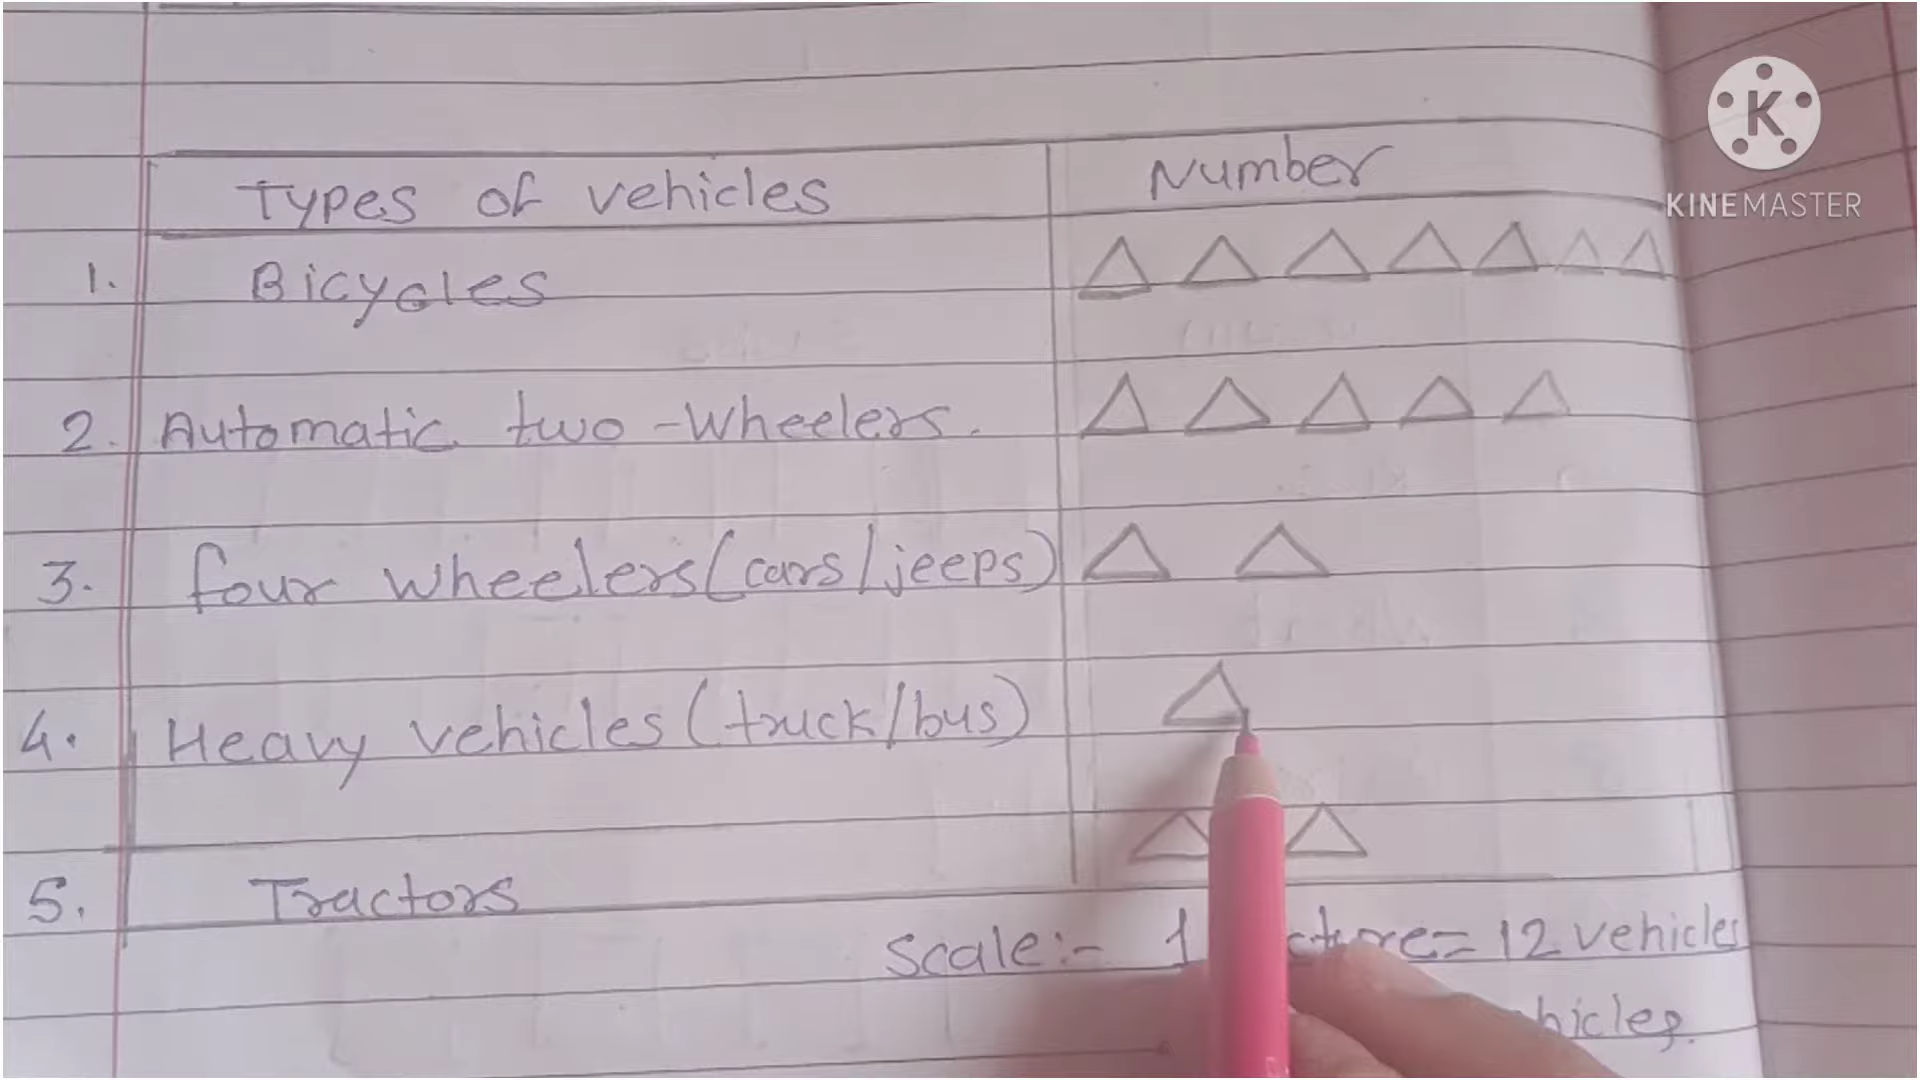 KINEMASTER
Types of vehicles Number
1. Bicycles
2. Automatic two-wheelers.
3. four wheelers(cars/jeeps)
4. Heavy vehicles(truck/bus)
5. Tractors
Scale:- 1 = 12 vehicles